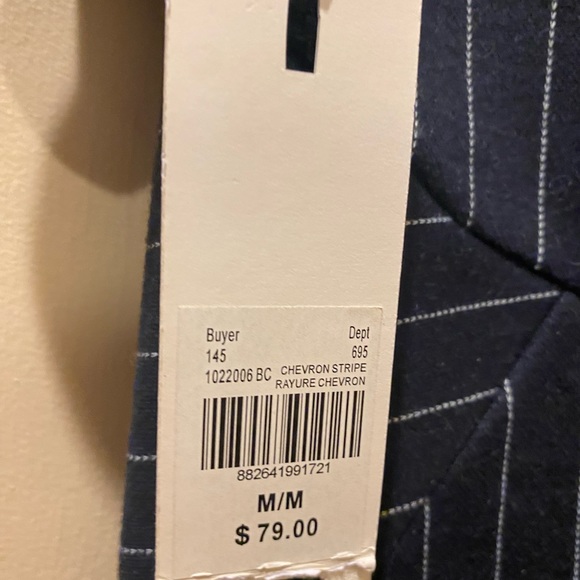 Buyer Dept
145 695
1022006 BC CHEVRON STRIPE
RAYURE CHEVRON
882641991721
M/M
$ 79.00